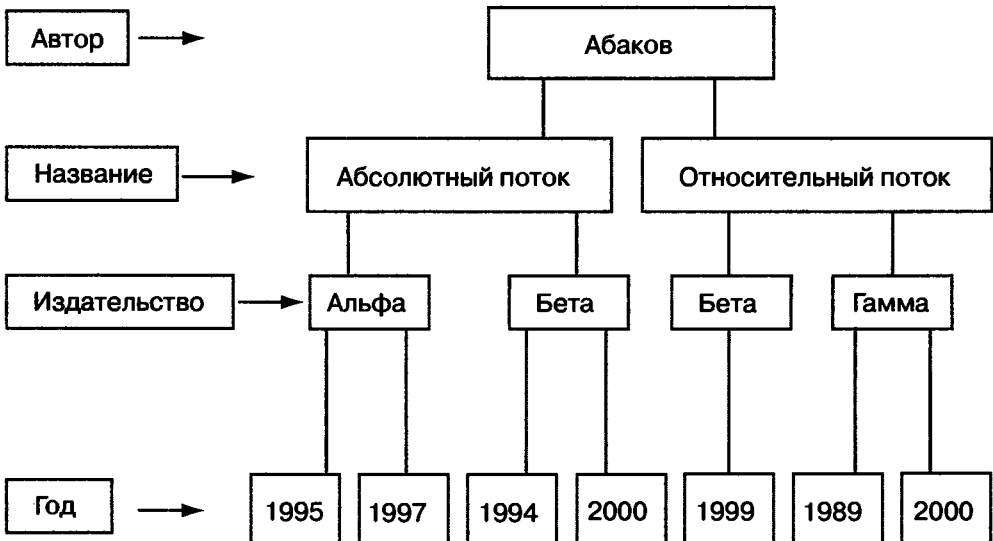 Автор
Абаков
Название
Абсолютный поток
Относительный поток
Издательство
Альфа
Бета
Бета
Гамма
Год
1995
1997
1994
2000
1999
1989
2000